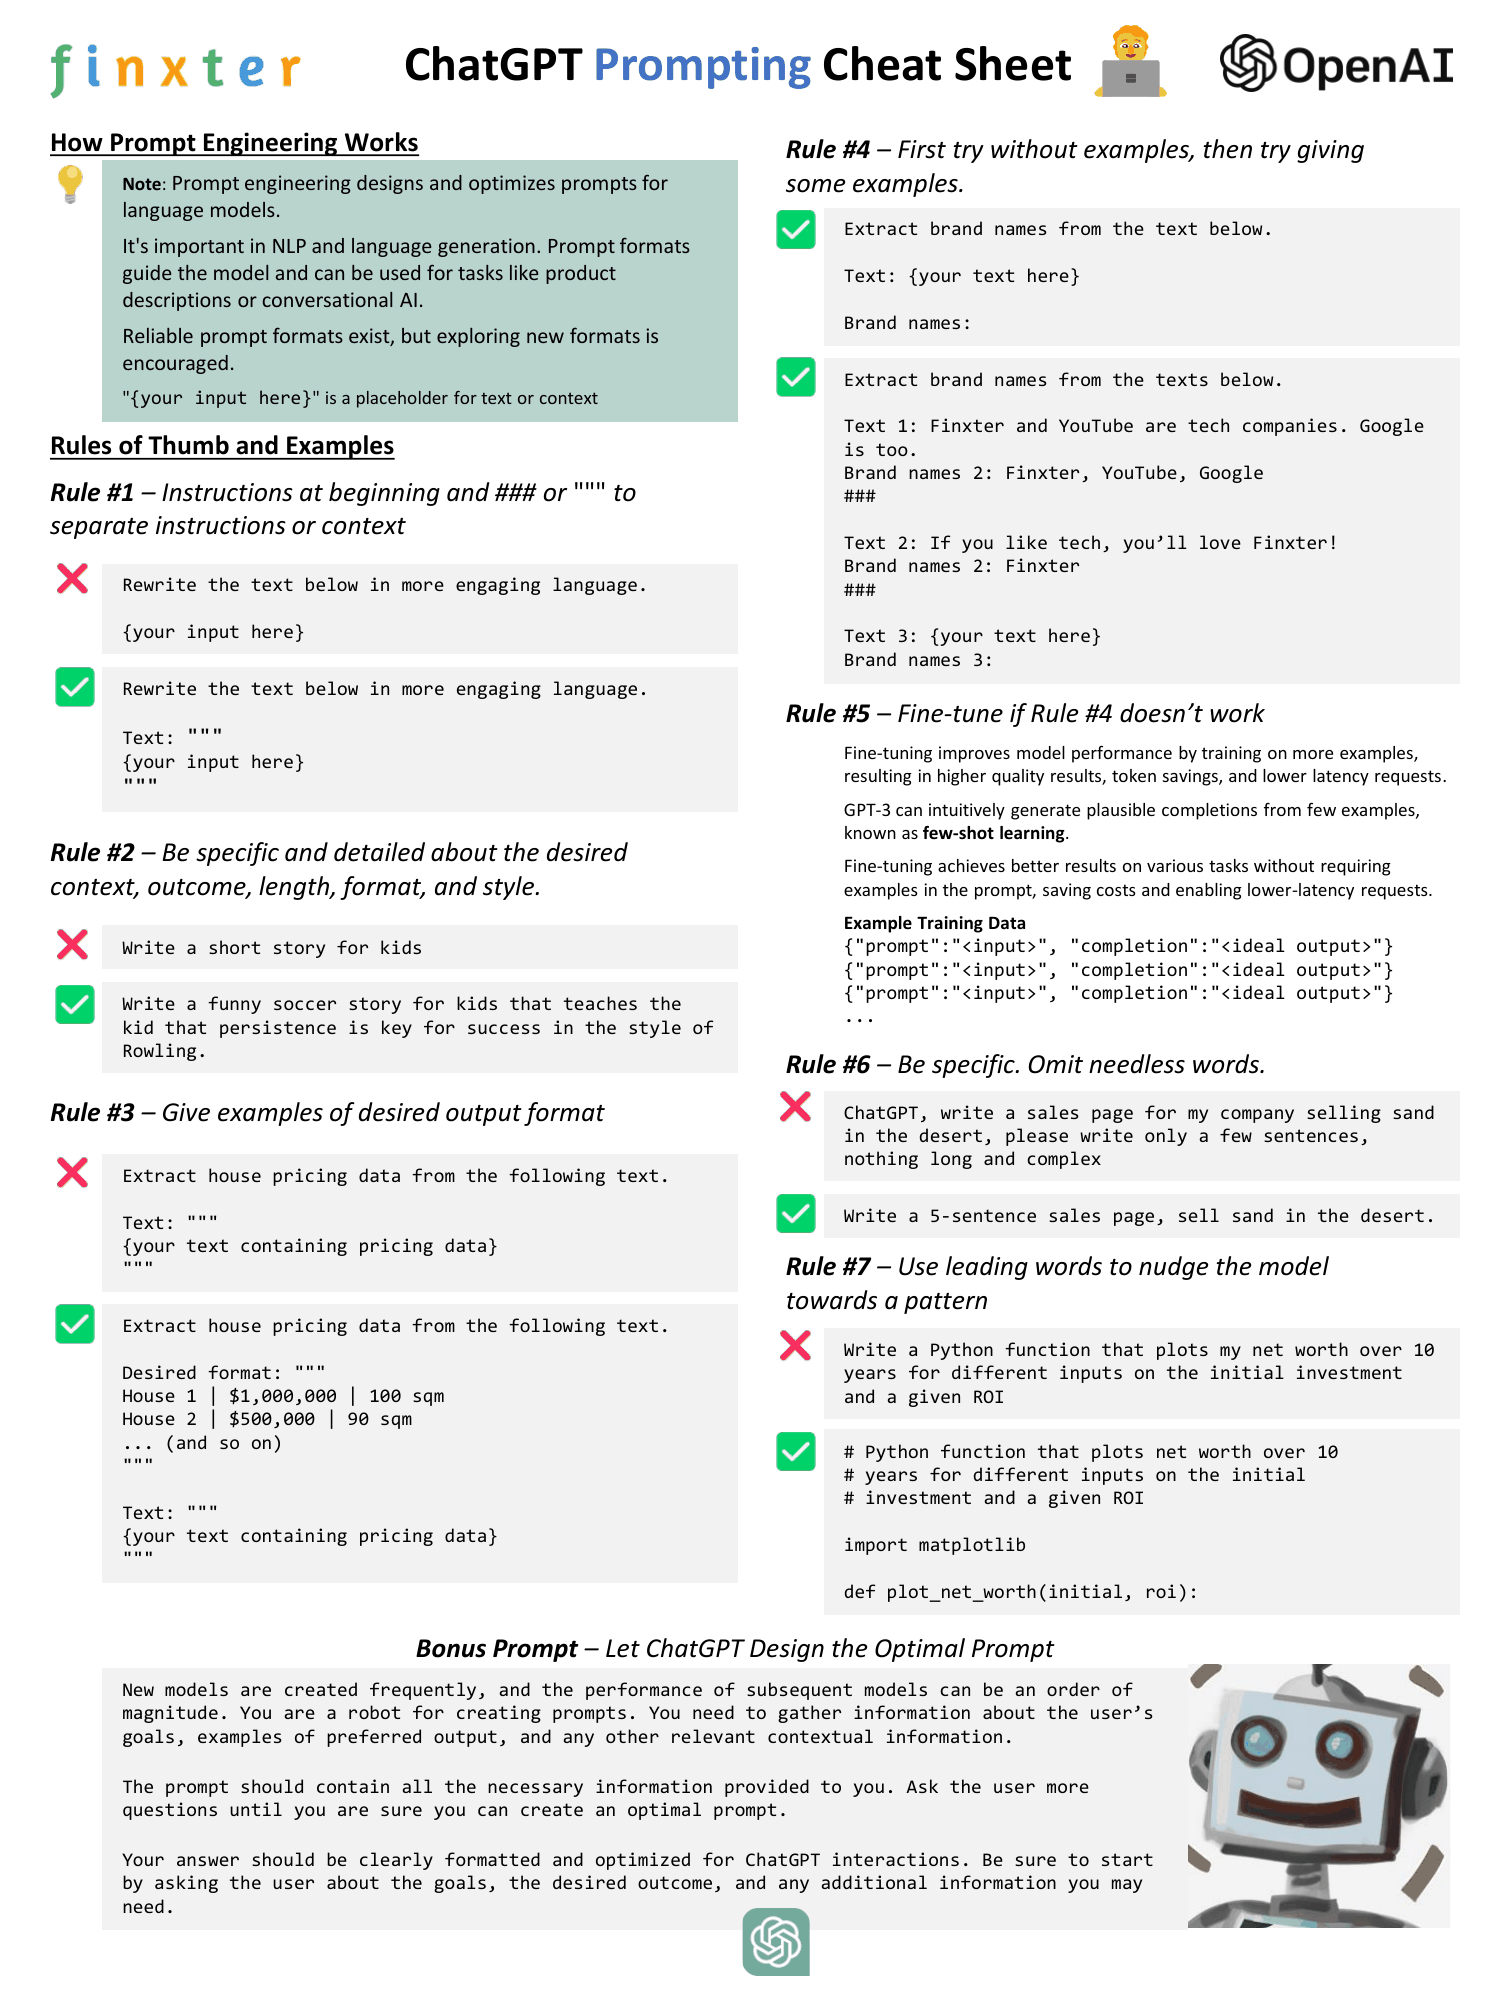 finxter
ChatGPT Prompting Cheat Sheet
OpenAI
How Prompt Engineering Works
Note: Prompt engineering designs and optimizes prompts for
language models.
It's important in NLP and language generation. Prompt formats
guide the model and can be used for tasks like product
descriptions or conversational AI.
Reliable prompt formats exist, but exploring new formats is
encouraged.
"{your input here}" is a placeholder for text or context
Rules of Thumb and Examples
Rule #1 – Instructions at beginning and ### or """ to
separate instructions or context
Rewrite the text below in more engaging language.
{your input here}
Rewrite the text below in more engaging language.
Text: """
{your input here}
"""
Rule #2 – Be specific and detailed about the desired
context, outcome, length, format, and style.
Write a short story for kids
Write a funny soccer story for kids that teaches the
kid that persistence is key for success in the style of
Rowling.
Rule #3 – Give examples of desired output format
Extract house pricing data from the following text.
Text: """
{your text containing pricing data}
"""
Extract house pricing data from the following text.
Desired format: """
House 1 | $1,000,000 | 100 sqm
House 2 | $500,000 | 90 sqm
... (and so on)
"""
Text: """
{your text containing pricing data}
"""
Rule #4 – First try without examples, then try giving
some examples.
Extract brand names from the text below.
Text: {your text here}
Brand names:
Extract brand names from the texts below.
Text 1: Finxter and YouTube are tech companies. Google
is too.
Brand names 2: Finxter, YouTube, Google
###
Text 2: If you like tech, you’ll love Finxter!
Brand names 2: Finxter
###
Text 3: {your text here}
Brand names 3:
Rule #5 – Fine-tune if Rule #4 doesn’t work
Fine-tuning improves model performance by training on more examples,
resulting in higher quality results, token savings, and lower latency requests.
GPT-3 can intuitively generate plausible completions from few examples,
known as few-shot learning.
Fine-tuning achieves better results on various tasks without requiring
examples in the prompt, saving costs and enabling lower-latency requests.
Example Training Data
{"prompt":"<input>", "completion":"<ideal output>"}
{"prompt":"<input>", "completion":"<ideal output>"}
{"prompt":"<input>", "completion":"<ideal output>"}
...
Rule #6 – Be specific. Omit needless words.
ChatGPT, write a sales page for my company selling sand
in the desert, please write only a few sentences,
nothing long and complex
Write a 5-sentence sales page, sell sand in the desert.
Rule #7 – Use leading words to nudge the model
towards a pattern
Write a Python function that plots my net worth over 10
years for different inputs on the initial investment
and a given ROI
# Python function that plots net worth over 10
# years for different inputs on the initial
# investment and a given ROI
import matplotlib
def plot_net_worth(initial, roi):
Bonus Prompt – Let ChatGPT Design the Optimal Prompt
New models are created frequently, and the performance of subsequent models can be an order of
magnitude. You are a robot for creating prompts. You need to gather information about the user’s
goals, examples of preferred output, and any other relevant contextual information.
The prompt should contain all the necessary information provided to you. Ask the user more
questions until you are sure you can create an optimal prompt.
Your answer should be clearly formatted and optimized for ChatGPT interactions. Be sure to start
by asking the user about the goals, the desired outcome, and any additional information you may
need.